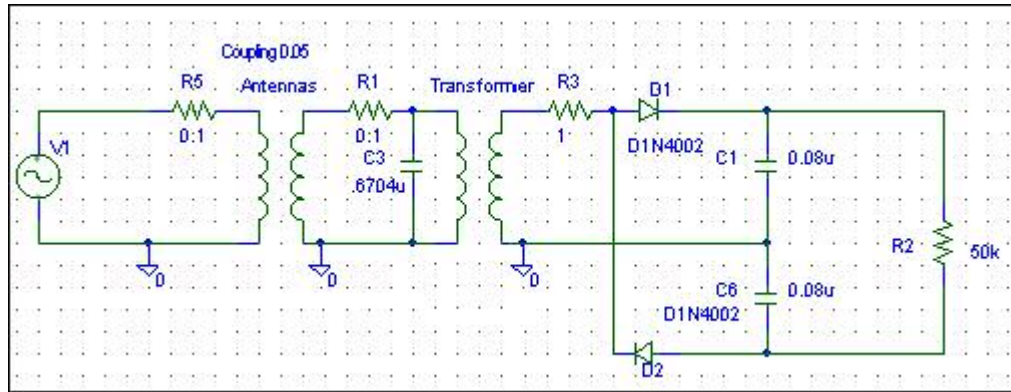 Coupling 0.05
R5
Antennas
R1
Transformer
R3
D1
0:1
0:1
1
D1N4002
V1
C3
.6704u
C1
0.08u
R2
50k
0
0
0
C6
0.08u
D1N4002
D2